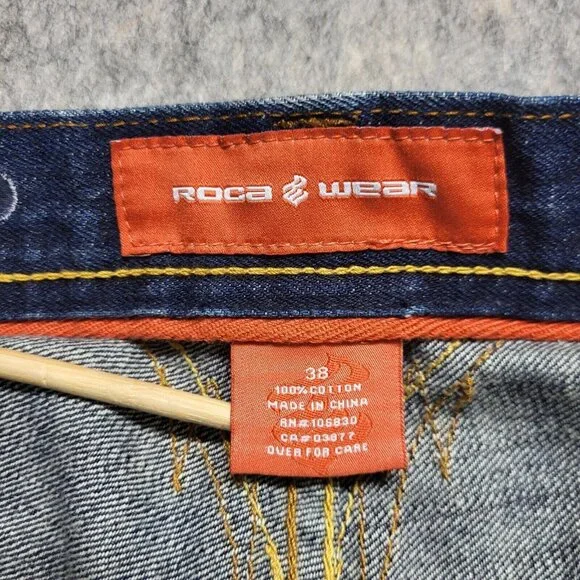 ROCA WEAR
38
100% COTTON
MADE IN CHINA
RN#106830
CA#03877
OVER FOR CARE